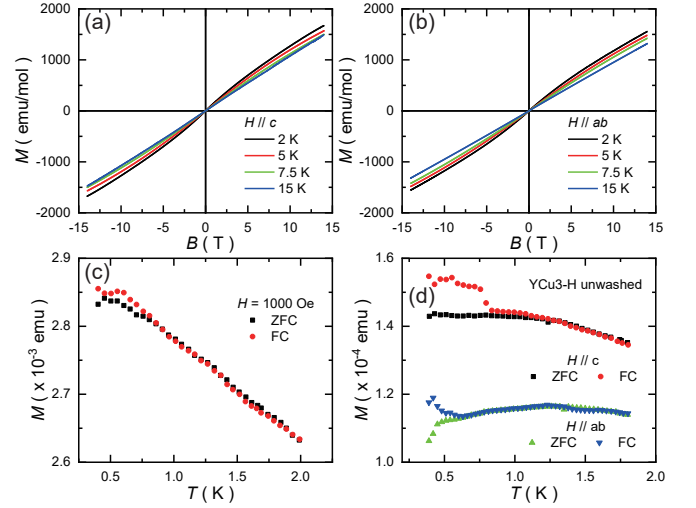 (a)
2000
1000
0
-1000
-2000
M (emu/mol)
H // c
2 K
5 K
7.5 K
15 K
-15 -10 -5 0 5 10 15
B ( T )
(b)
2000
1000
0
-1000
-2000
M (emu/mol)
H // ab
2 K
5 K
7.5 K
15 K
-15 -10 -5 0 5 10 15
B ( T )
(c)
2.9
2.8
2.7
2.6
M ( x 10⁻³ emu )
H = 1000 Oe
ZFC
FC
0.5 1.0 1.5 2.0
T ( K )
(d)
1.6
1.4
1.2
1.0
M ( x 10⁻⁴ emu )
YCu3-H unwashed
H // c
ZFC FC
H // ab
ZFC FC
0.5 1.0 1.5 2.0
T ( K )